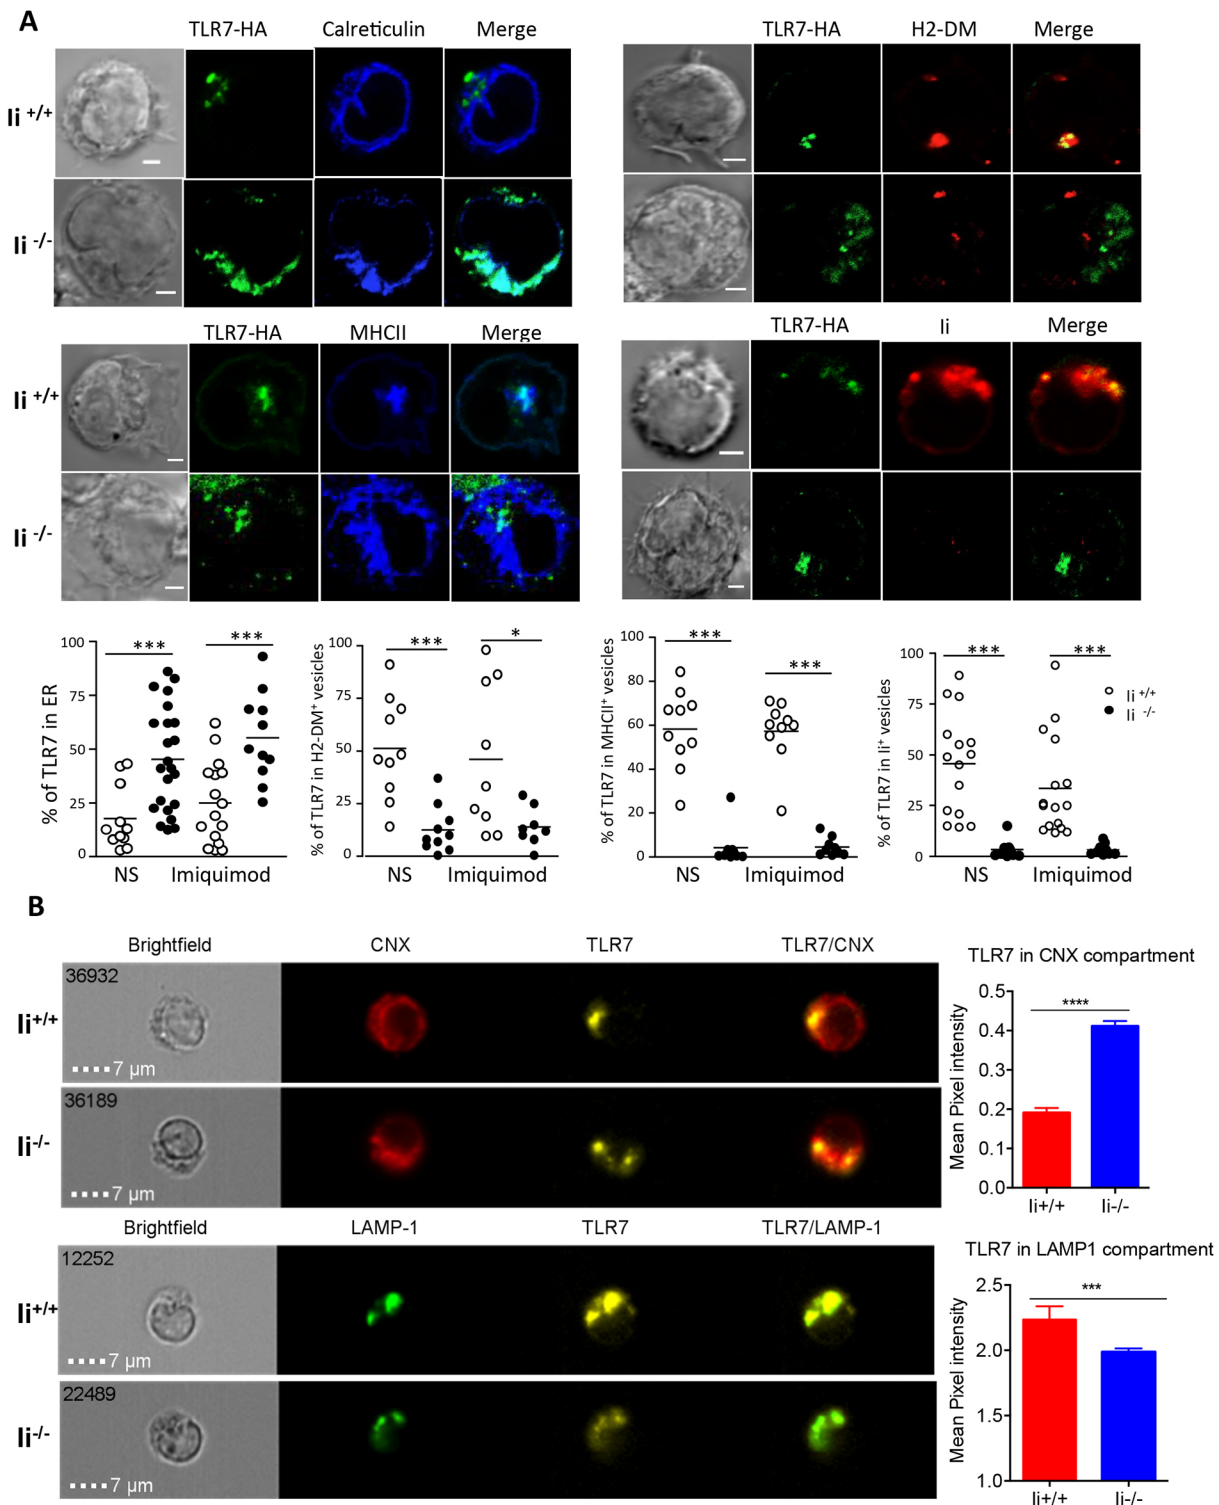 A
TLR7-HA Calreticulin Merge
TLR7-HA H2-DM Merge
Ii +/+
Ii -/-
TLR7-HA MHCII Merge
TLR7-HA Ii Merge
Ii +/+
Ii -/-
% of TLR7 in ER
100
75
50
25
0
***
***
NS Imiquimod
% of TLR7 in H2-DM+ vesicles
100
75
50
25
0
***
*
NS Imiquimod
% of TLR7 in MHCII+ vesicles
100
80
60
40
20
0
***
***
NS Imiquimod
% of TLR7 in Ii+ vesicles
100
75
50
25
0
***
***
NS Imiquimod
Ii +/+
Ii -/-
B
Brightfield CNX TLR7 TLR7/CNX
36932
Ii+/+
7 µm
36189
Ii-/-
7 µm
TLR7 in CNX compartment
Mean Pixel intensity
0.5
0.4
0.3
0.2
0.1
0.0
****
Ii+/+ Ii-/-
Brightfield LAMP-1 TLR7 TLR7/LAMP-1
12252
Ii+/+
7 µm
22489
Ii-/-
7 µm
TLR7 in LAMP1 compartment
Mean Pixel intensity
2.5
2.0
1.5
1.0
***
Ii+/+ Ii-/-